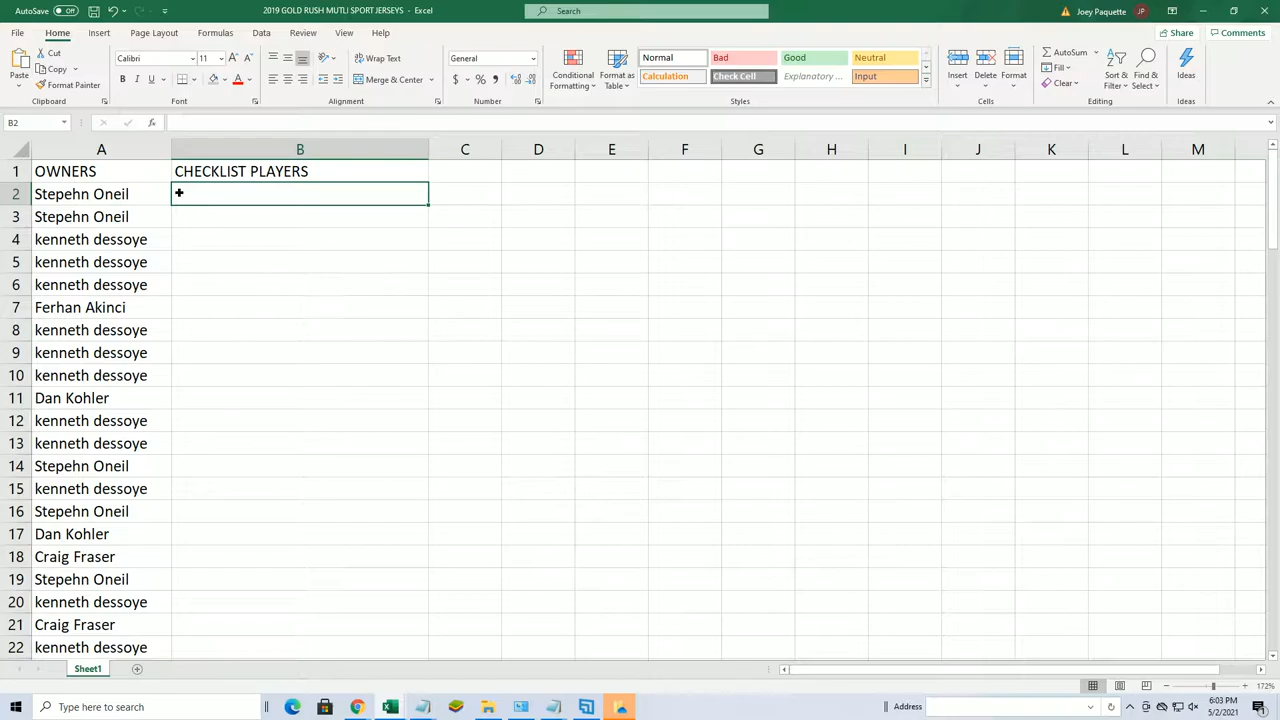 AutoSave Off 2019 GOLD RUSH MUTLI SPORT JERSEYS - Excel Search Joey Paquette JP
File Home Insert Page Layout Formulas Data Review View Help Share Comments
Paste Cut Copy Format Painter Clipboard
Calibri 11 B I U Font
Wrap Text Merge & Center Alignment
General $ % Number
Conditional Formatting Format as Table
Normal Bad Good Neutral
Calculation Check Cell Explanatory ... Input
Styles
Insert Delete Format Cells
AutoSum Fill Clear Sort & Filter Find & Select Editing
Ideas Ideas
B2 fx
A B C D E F G H I J K L M
1 OWNERS CHECKLIST PLAYERS
2 Stepehn Oneil
3 Stepehn Oneil
4 kenneth dessoye
5 kenneth dessoye
6 kenneth dessoye
7 Ferhan Akinci
8 kenneth dessoye
9 kenneth dessoye
10 kenneth dessoye
11 Dan Kohler
12 kenneth dessoye
13 kenneth dessoye
14 Stepehn Oneil
15 kenneth dessoye
16 Stepehn Oneil
17 Dan Kohler
18 Craig Fraser
19 Stepehn Oneil
20 kenneth dessoye
21 Craig Fraser
22 kenneth dessoye
Sheet1
172%
Type here to search Address 6:03 PM
5/2/2021